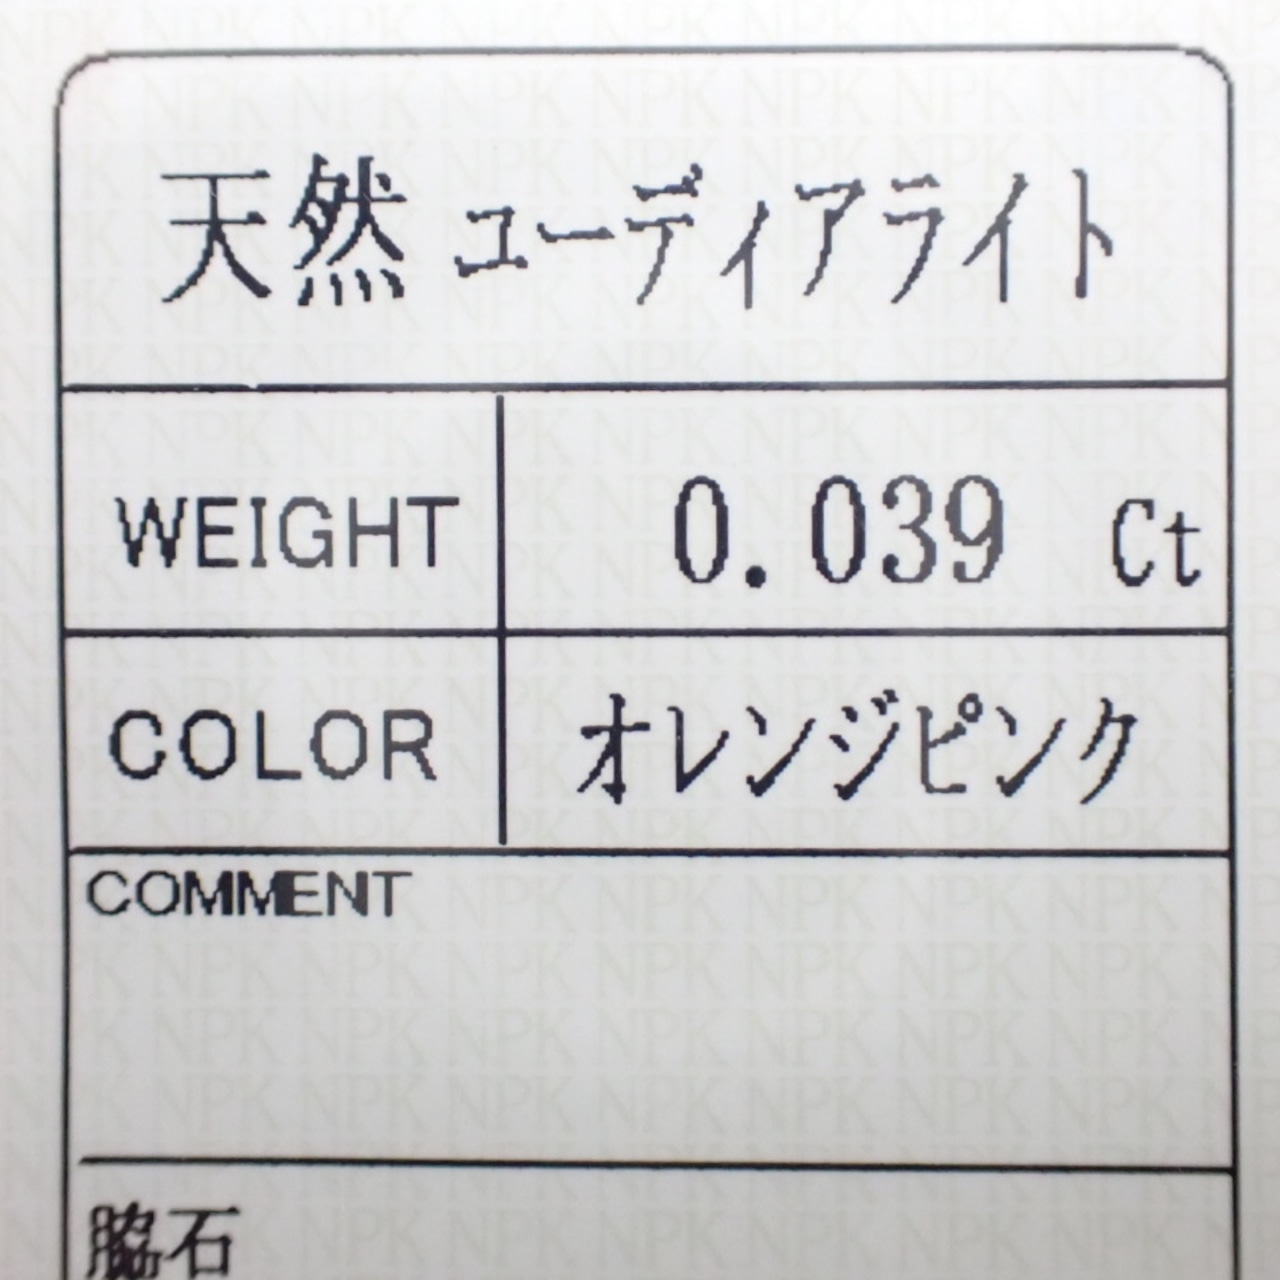 天然 ユーディアライト
WEIGHT 0.039 Ct
COLOR オレンジピンク
COMMENT
脇石